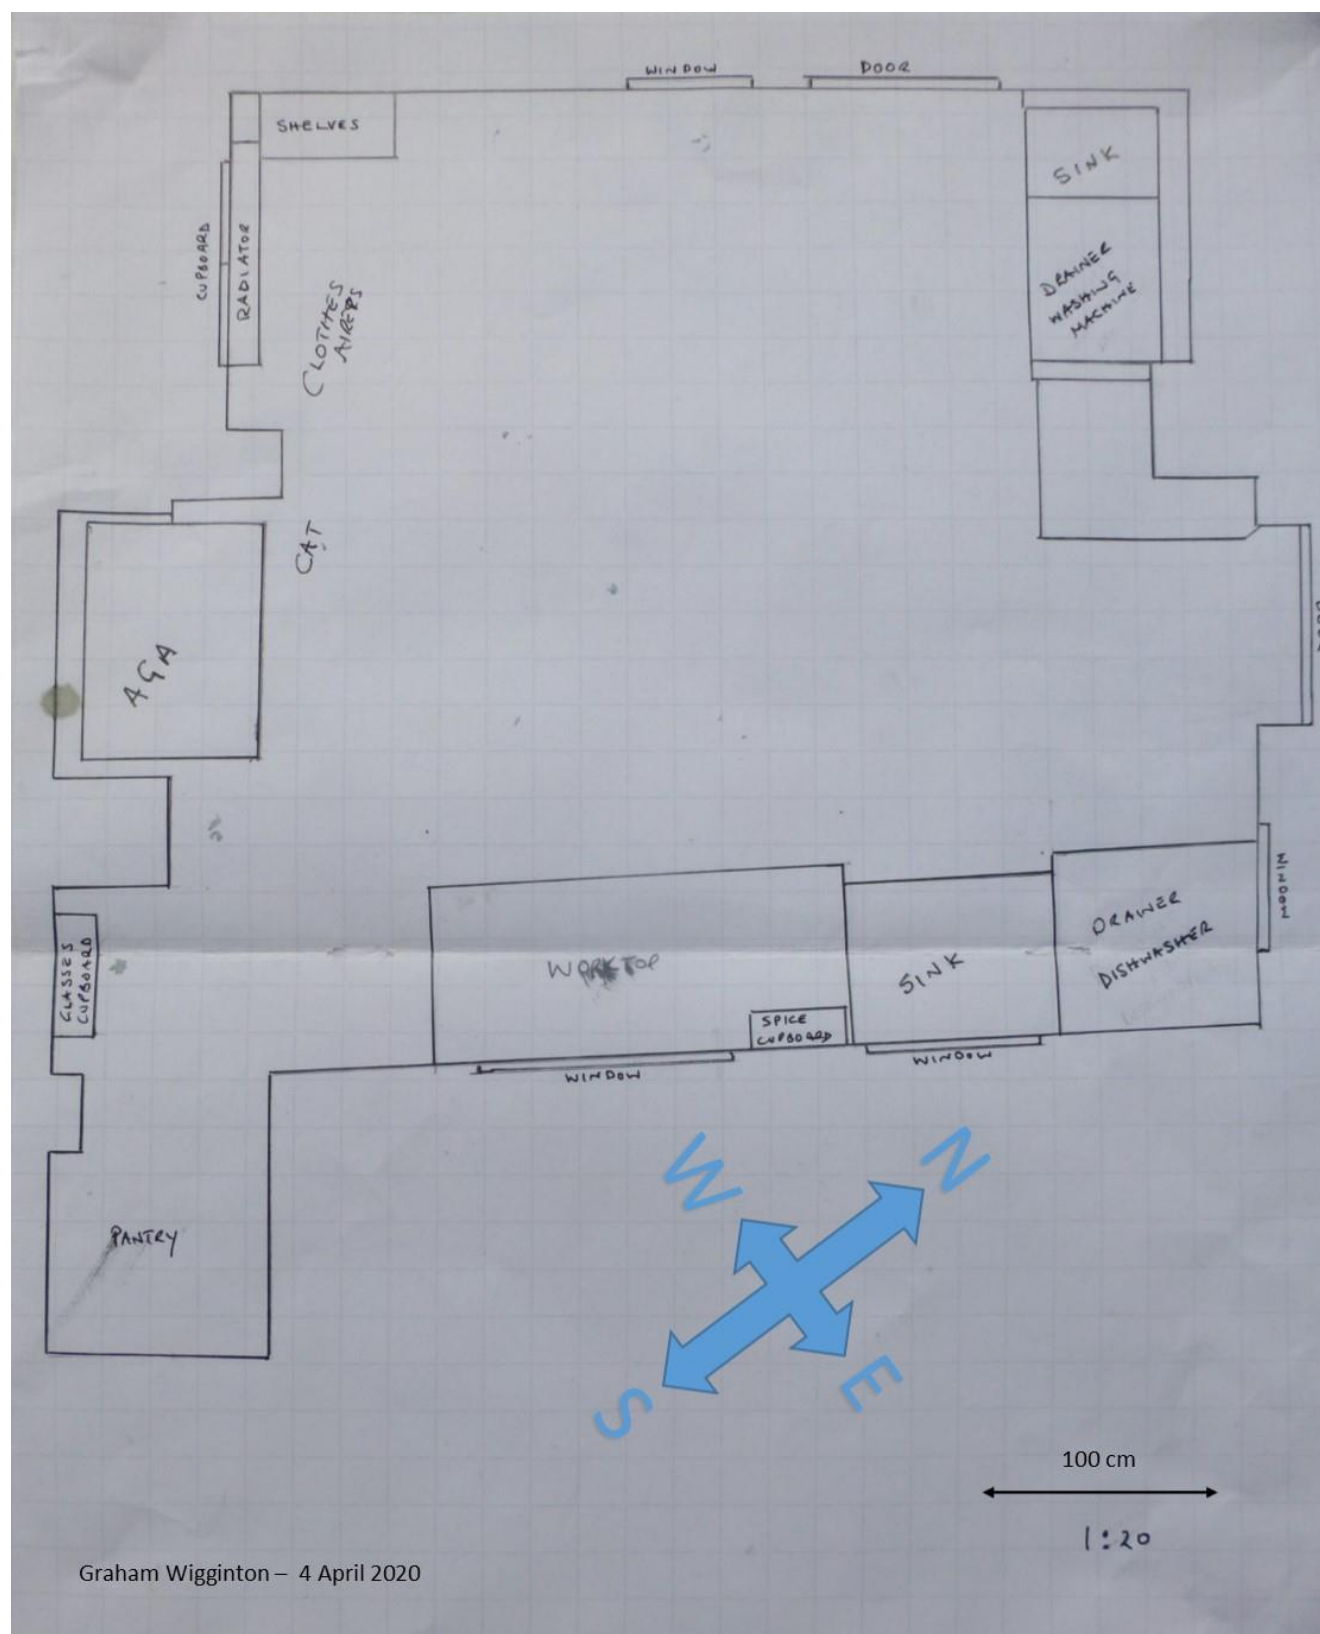 WINDOW
DOOR
SHELVES
SINK
CUPBOARD
RADIATOR
DRAINER
WASHING
MACHINE
CLOTHES
AIRERS
CAT
AGA
WINDOW
DRAWER
DISHWASHER
GLASSES
CUPBOARD
WORKTOP
SINK
SPICE
CUPBOARD
WINDOW
WINDOW
PANTRY
N
W
E
S
100 cm
1:20
Graham Wigginton – 4 April 2020